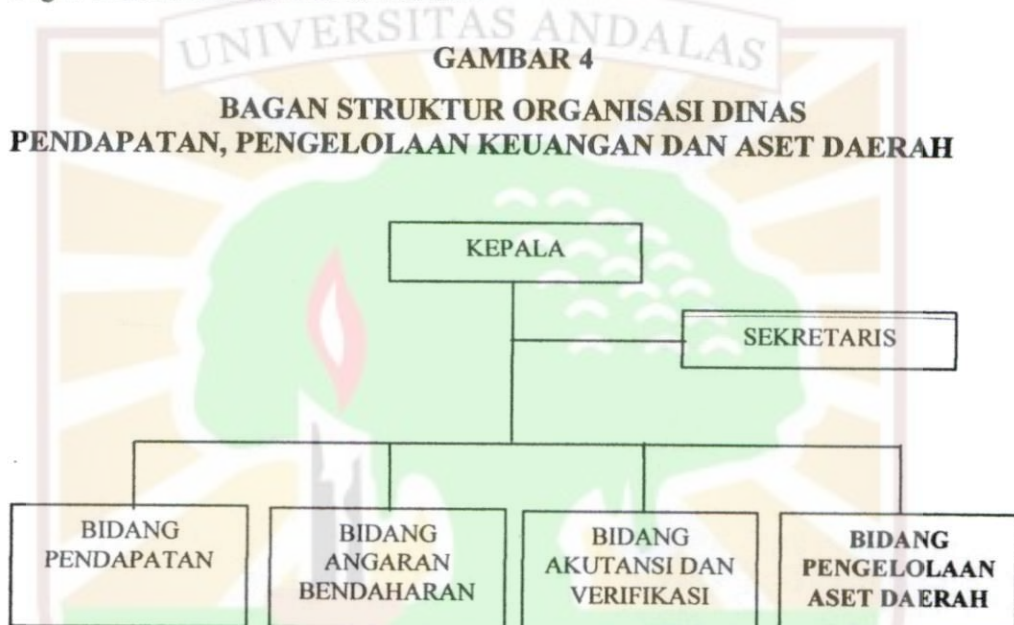 UNIVERSITAS ANDALAS
GAMBAR 4
BAGAN STRUKTUR ORGANISASI DINAS
PENDAPATAN, PENGELOLAAN KEUANGAN DAN ASET DAERAH
KEPALA
SEKRETARIS
BIDANG
PENDAPATAN
BIDANG
ANGARAN
BENDAHARAN
BIDANG
AKUTANSI DAN
VERIFIKASI
BIDANG
PENGELOLAAN
ASET DAERAH